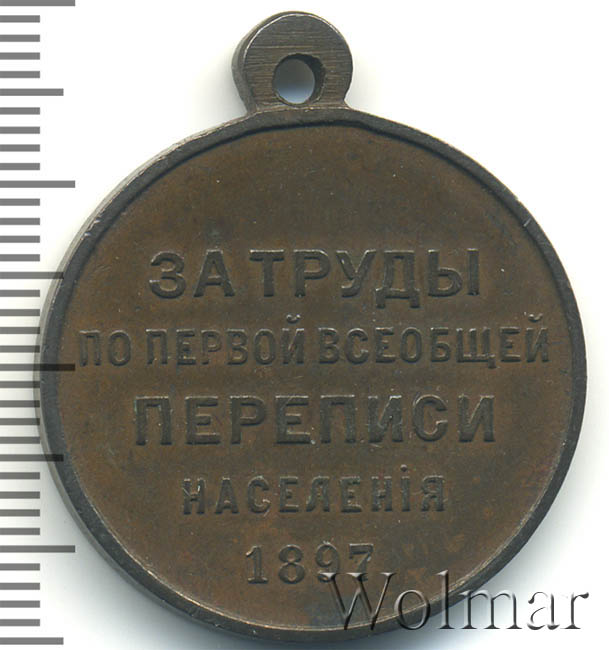 ЗА ТРУДЫ
ПО ПЕРВОЙ ВСЕОБЩЕЙ
ПЕРЕПИСИ
НАСЕЛЕНІЯ
1897
Wolmar